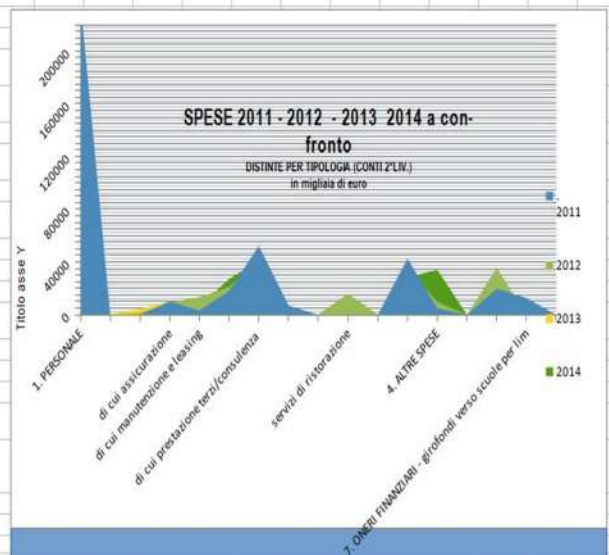 SPESE 2011 - 2012 - 2013 2014 a con-
fronto
DISTINTE PER TIPOLOGIA (CONTI 2°LIV.)
in migliaia di euro
Titolo asse Y
200000
160000
120000
80000
40000
0
1. PERSONALE
di cui assicurazione
di cui manutenzione e leasing
di cui prestazione terzi/consulenza
servizi di ristorazione
4. ALTRE SPESE
7. ONERI FINANZIARI - girofondi verso scuole per lim
2011
2012
2013
2014